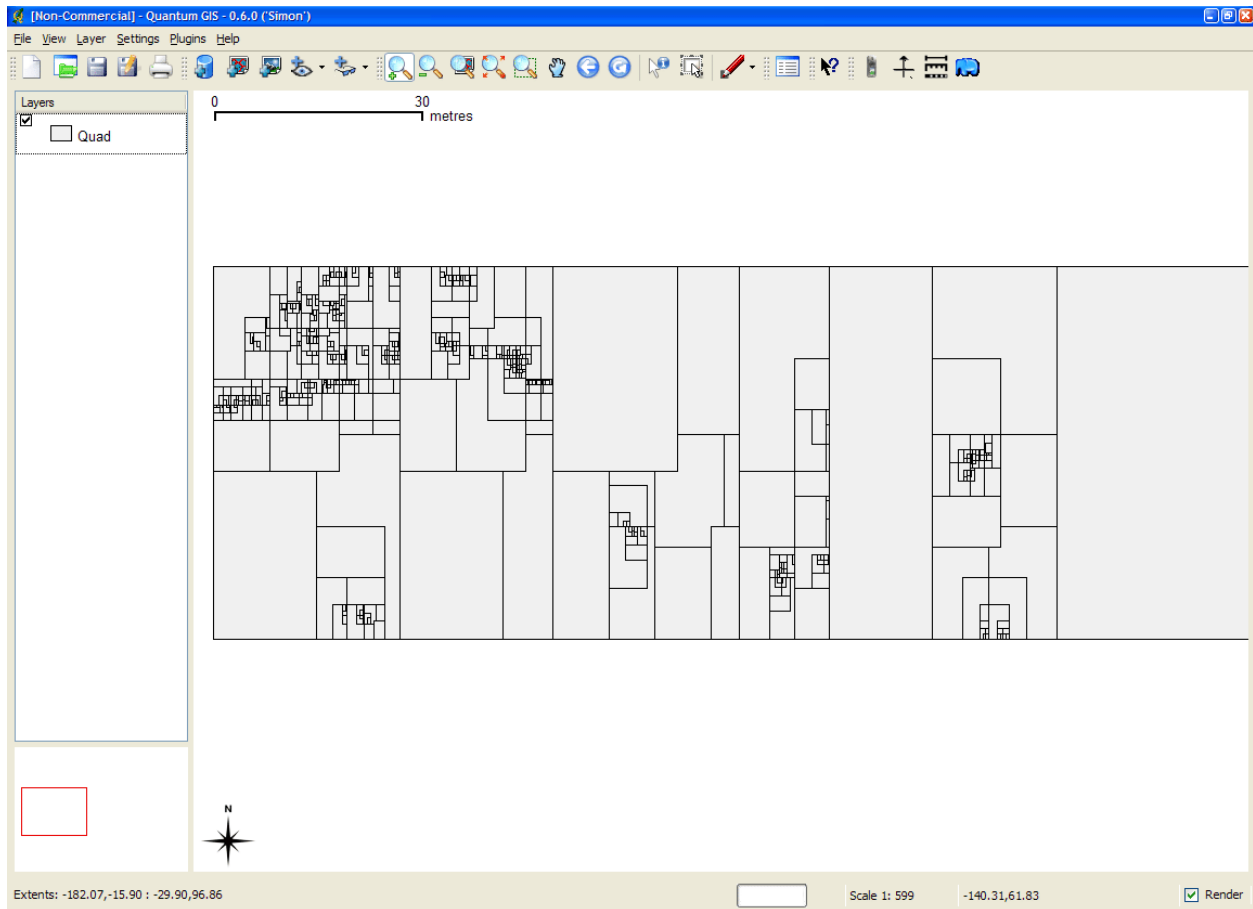 [Non-Commercial] - Quantum GIS - 0.6.0 ('Simon')
File View Layer Settings Plugins Help
Layers
Quad
0 30
metres
N
Extents: -182.07,-15.90 : -29.90,96.86
Scale 1: 599
-140.31,61.83
Render